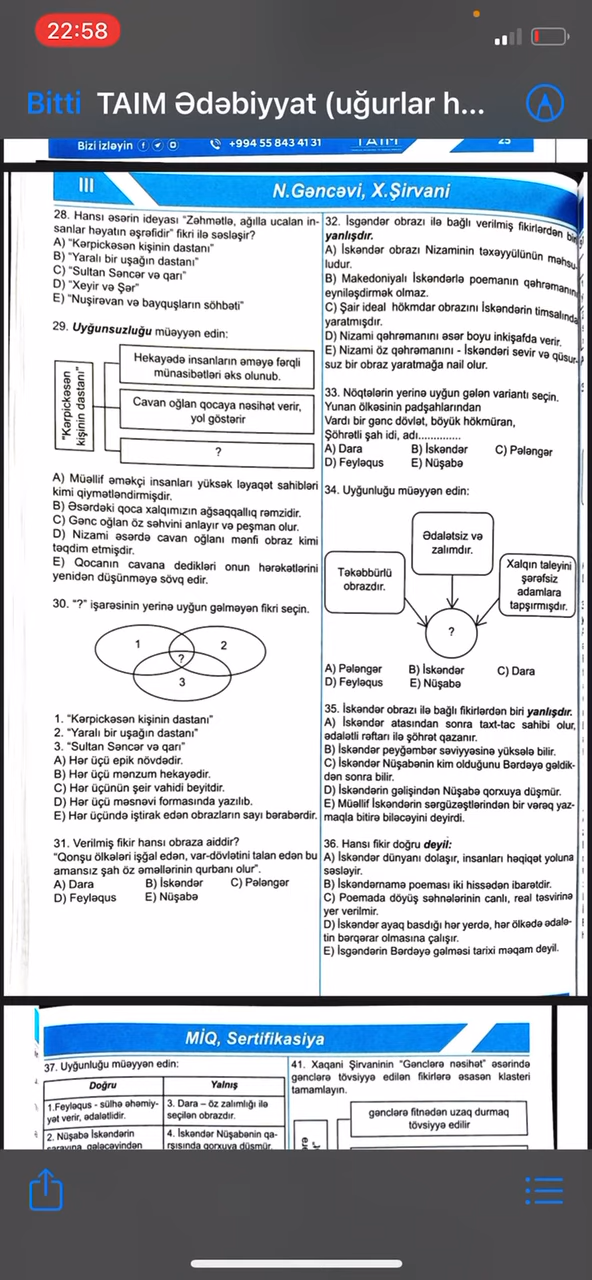 22:58
Bitti TAIM Ədəbiyyat (uğurlar h...
Bizi izləyin +994 55 843 41 31 TAIM 25
III
N.Gəncəvi, X.Şirvani
28. Hansı əsərin ideyası "Zəhmətlə, ağılla ucalan in-
sanlar həyatın əşrəfidir" fikri ilə səsləşir?
A) "Kərpickəsən kişinin dastanı"
B) "Yaralı bir uşağın dastanı"
C) "Sultan Səncər və qarı"
D) "Xeyir və Şər"
E) "Nuşirəvan və bayquşların söhbəti"
29. Uyğunsuzluğu müəyyən edin:
"Kərpickəsən
kişinin dastanı"
Hekayədə insanların əməyə fərqli
münasibətləri əks olunub.
Cavan oğlan qocaya nəsihət verir,
yol göstərir
?
A) Müəllif əməkçi insanları yüksək ləyaqət sahibləri
kimi qiymətləndirmişdir.
B) Əsərdəki qoca xalqımızın ağsaqqallıq rəmzidir.
C) Gənc oğlan öz səhvini anlayır və peşman olur.
D) Nizami əsərdə cavan oğlanı mənfi obraz kimi
təqdim etmişdir.
E) Qocanın cavana dedikləri onun hərəkətlərini
yenidən düşünməyə sövq edir.
30. "?" işarəsinin yerinə uyğun gəlməyən fikri seçin.
1
2
?
3
1. "Kərpickəsən kişinin dastanı"
2. "Yaralı bir uşağın dastanı"
3. "Sultan Səncər və qarı"
A) Hər üçü epik növdədir.
B) Hər üçü mənzum hekayədir.
C) Hər üçünün şeir vahidi beyitdir.
D) Hər üçü məsnəvi formasında yazılıb.
E) Hər üçündə iştirak edən obrazların sayı bərabərdir.
31. Verilmiş fikir hansı obraza aiddir?
"Qonşu ölkələri işğal edən, var-dövlətini talan edən bu
amansız şah öz əməllərinin qurbanı olur".
A) Dara B) İskəndər C) Pələngər
D) Feyləqus E) Nüşabə
32. İsgəndər obrazı ilə bağlı verilmiş fikirlərdən biri
yanlışdır.
A) İskəndər obrazı Nizaminin təxəyyülünün məhsu-
ludur.
B) Makedoniyalı İskəndərlə poemanın qəhrəmanını
eyniləşdirmək olmaz.
C) Şair ideal hökmdar obrazını İskəndərin timsalında
yaratmışdır.
D) Nizami qəhrəmanını əsər boyu inkişafda verir.
E) Nizami öz qəhrəmanını - İskəndəri sevir və qüsur-
suz bir obraz yaratmağa nail olur.
33. Nöqtələrin yerinə uyğun gələn variantı seçin.
Yunan ölkəsinin padşahlarından
Vardı bir gənc dövlət, böyük hökmüran,
Şöhrətli şah idi, adı..............
A) Dara B) İskəndər C) Pələngər
D) Feyləqus E) Nüşabə
34. Uyğunluğu müəyyən edin:
Ədalətsiz və
zalımdır.
Təkəbbürlü
obrazdır.
Xalqın taleyini
şərəfsiz
adamlara
tapşırmışdır.
?
A) Pələngər B) İskəndər C) Dara
D) Feyləqus E) Nüşabə
35. İskəndər obrazı ilə bağlı fikirlərdən biri yanlışdır.
A) İskəndər atasından sonra taxt-tac sahibi olur,
ədalətli rəftarı ilə şöhrət qazanır.
B) İskəndər peyğəmbər səviyyəsinə yüksələ bilir.
C) İskəndər Nüşabənin kim olduğunu Bərdəyə gəldik-
dən sonra bilir.
D) İskəndərin gəlişindən Nüşabə qorxuya düşmür.
E) Müəllif İskəndərin sərgüzəştlərindən bir vərəq yaz-
maqla bitirə biləcəyini deyirdi.
36. Hansı fikir doğru deyil:
A) İskəndər dünyanı dolaşır, insanları həqiqət yoluna
səsləyir.
B) İskəndərnamə poeması iki hissədən ibarətdir.
C) Poemada döyüş səhnələrinin canlı, real təsvirinə
yer verilmir.
D) İskəndər ayaq basdığı hər yerdə, hər ölkədə ədalə-
tin bərqərar olmasına çalışır.
E) İsgəndərin Bərdəyə gəlməsi tarixi məqam deyil.
MİQ, Sertifikasiya
37. Uyğunluğu müəyyən edin:
Doğru Yalnış
1.Feyləqus - sülhə əhəmiy-
yət verir, ədalətlidir.
3. Dara – öz zalımlığı ilə
seçilən obrazdır.
2. Nüşabə İskəndərin
sarayına gələcəyindən
4. İskəndər Nüşabənin qa-
rşısında qorxuya düşmür.
41. Xaqani Şirvaninin "Gənclərə nəsihət" əsərində
gənclərə tövsiyyə edilən fikirlərə əsasən klasteri
tamamlayın.
gənclərə fitnədən uzaq durmaq
tövsiyyə edilir